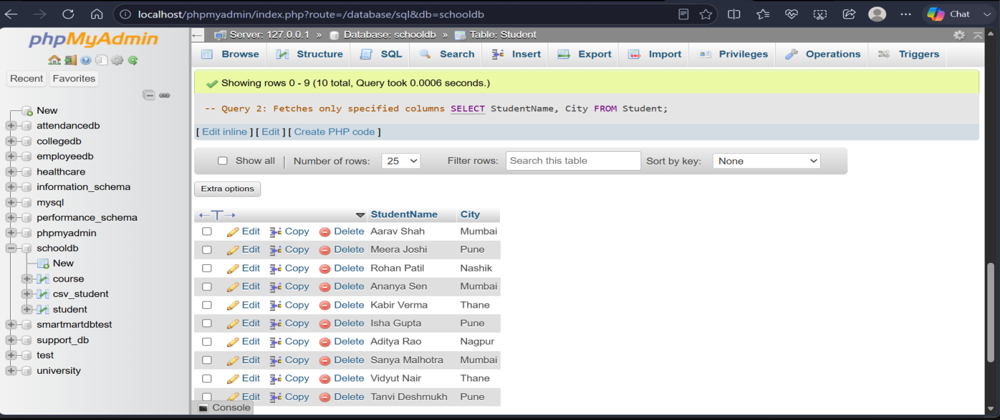 localhost/phpmyadmin/index.php?route=/database/sql&db=schooldb
Chat
phpMyAdmin
Recent Favorites
New
attendancedb
collegedb
employeedb
healthcare
information_schema
mysql
performance_schema
phpmyadmin
schooldb
New
course
csv_student
student
smartmartdbtest
support_db
test
university
Server: 127.0.0.1 » Database: schooldb » Table: Student
Browse Structure SQL Search Insert Export Import Privileges Operations Triggers
Showing rows 0 - 9 (10 total, Query took 0.0006 seconds.)
-- Query 2: Fetches only specified columns SELECT StudentName, City FROM Student;
[ Edit inline ] [ Edit ] [ Create PHP code ]
Show all | Number of rows: 25 Filter rows: Search this table Sort by key: None
Extra options
←T→ StudentName City
Edit Copy Delete Aarav Shah Mumbai
Edit Copy Delete Meera Joshi Pune
Edit Copy Delete Rohan Patil Nashik
Edit Copy Delete Ananya Sen Mumbai
Edit Copy Delete Kabir Verma Thane
Edit Copy Delete Isha Gupta Pune
Edit Copy Delete Aditya Rao Nagpur
Edit Copy Delete Sanya Malhotra Mumbai
Edit Copy Delete Vidyut Nair Thane
Edit Copy Delete Tanvi Deshmukh Pune
Console